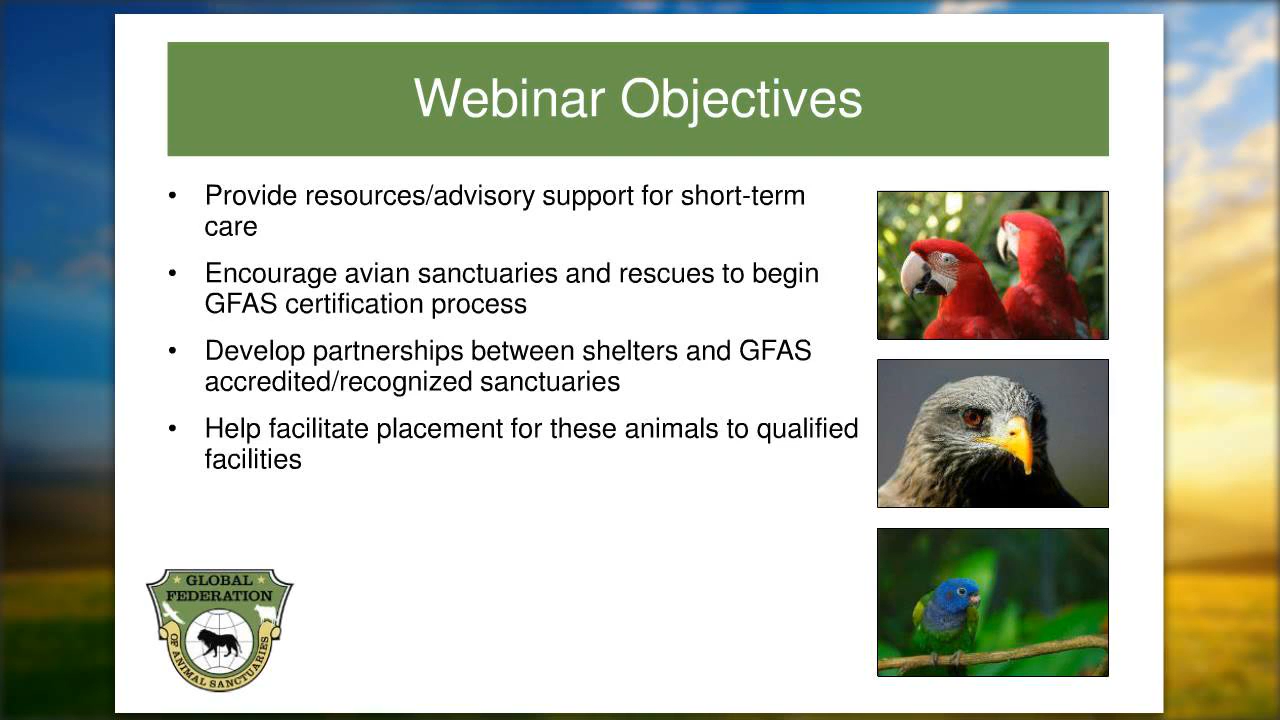 Webinar Objectives
• Provide resources/advisory support for short-term
care
• Encourage avian sanctuaries and rescues to begin
GFAS certification process
• Develop partnerships between shelters and GFAS
accredited/recognized sanctuaries
• Help facilitate placement for these animals to qualified
facilities
GLOBAL
FEDERATION
OF ANIMAL SANCTUARIES